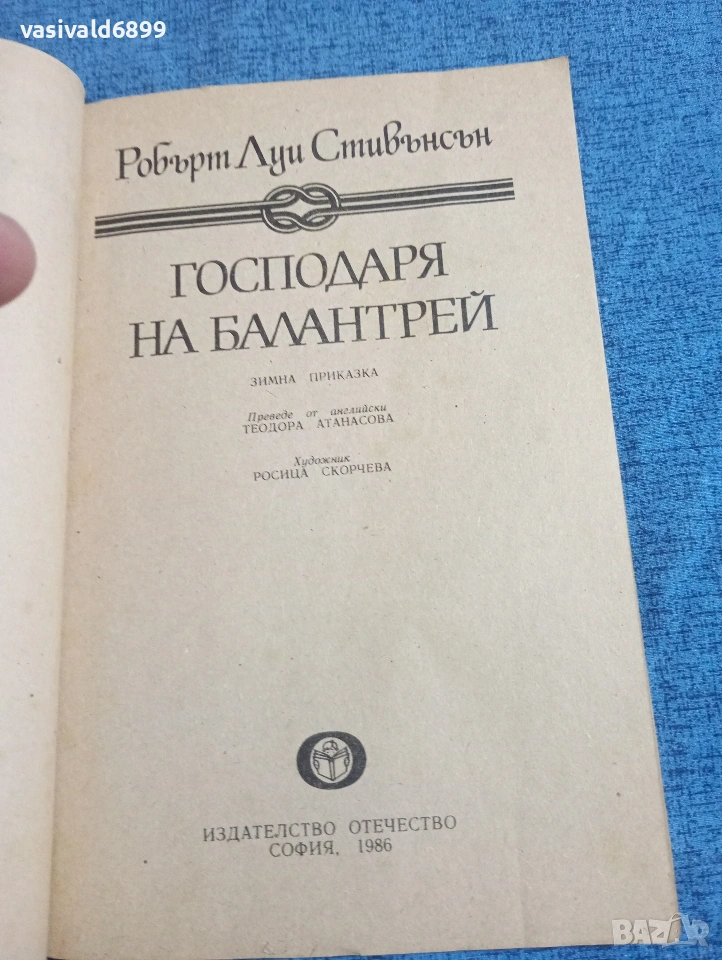 vasivald6899
Робърт Луи Стивънсън
ГОСПОДАРЯ
НА БАЛАНТРЕЙ
ЗИМНА ПРИКАЗКА
Преведе от английски
ТЕОДОРА АТАНАСОВА
Художник
РОСИЦА СКОРЧЕВА
ИЗДАТЕЛСТВО ОТЕЧЕСТВО
СОФИЯ, 1986
BAZAR